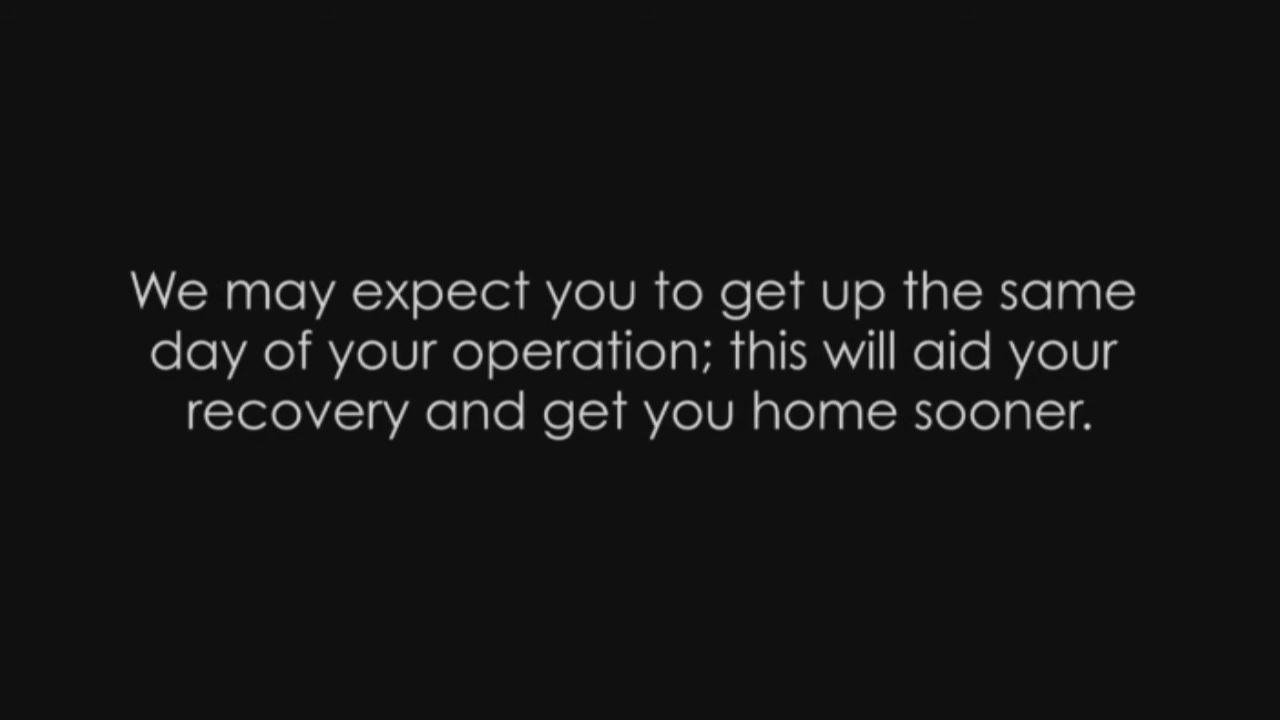 We may expect you to get up the same
day of your operation; this will aid your
recovery and get you home sooner.